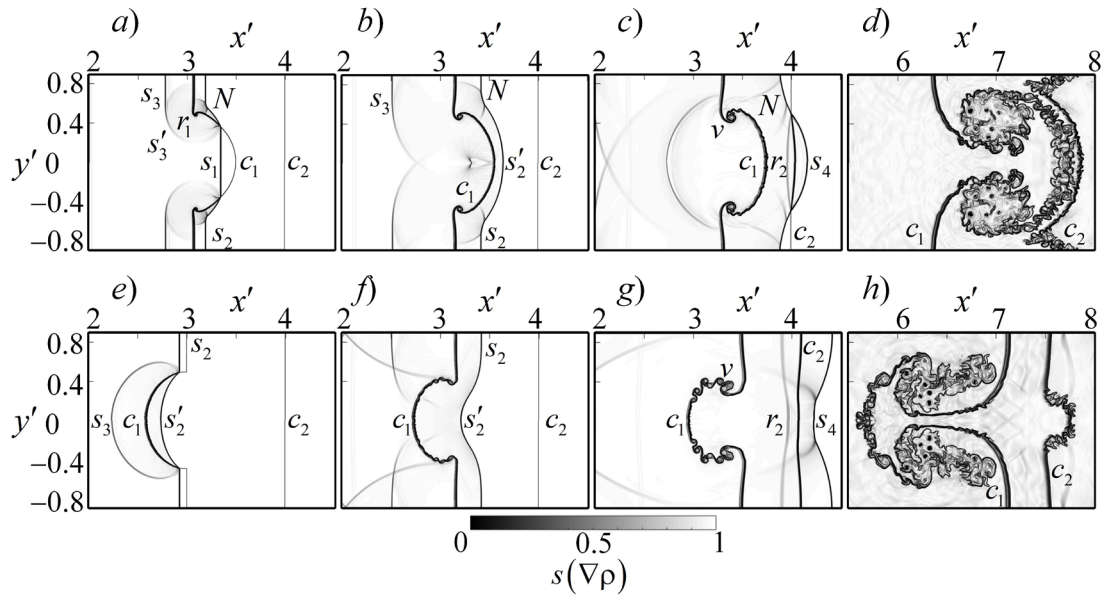 a) b) c) d)
x′ x′ x′ x′
2 3 4 2 3 4 2 3 4 6 7 8
0.8
0.4
y′ 0
−0.4
−0.8
s₃ r₁ N s′₃ s₁ c₁ c₂ s₂
s₃ N c₁ s′₂ c₂ s₂
v N c₁ r₂ s₄ c₂
c₁ c₂
e) f) g) h)
x′ x′ x′ x′
2 3 4 2 3 4 2 3 4 6 7 8
0.8
0.4
y′ 0
−0.4
−0.8
s₂ s₃ c₁ s′₂ c₂
s₂ c₁ s′₂ c₂
c₂ v c₁ r₂ s₄
c₁ c₂
0 0.5 1
s(∇ρ)